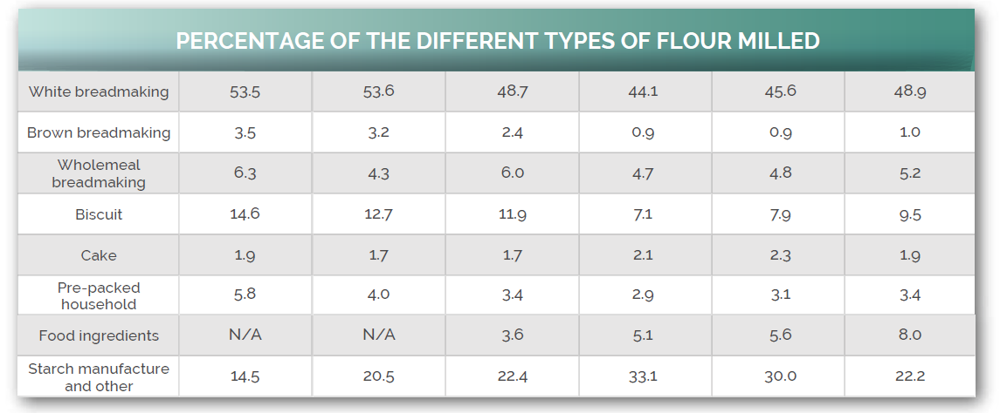 PERCENTAGE OF THE DIFFERENT TYPES OF FLOUR MILLED
White breadmaking 53.5 53.6 48.7 44.1 45.6 48.9
Brown breadmaking 3.5 3.2 2.4 0.9 0.9 1.0
Wholemeal
breadmaking 6.3 4.3 6.0 4.7 4.8 5.2
Biscuit 14.6 12.7 11.9 7.1 7.9 9.5
Cake 1.9 1.7 1.7 2.1 2.3 1.9
Pre-packed
household 5.8 4.0 3.4 2.9 3.1 3.4
Food ingredients N/A N/A 3.6 5.1 5.6 8.0
Starch manufacture
and other 14.5 20.5 22.4 33.1 30.0 22.2